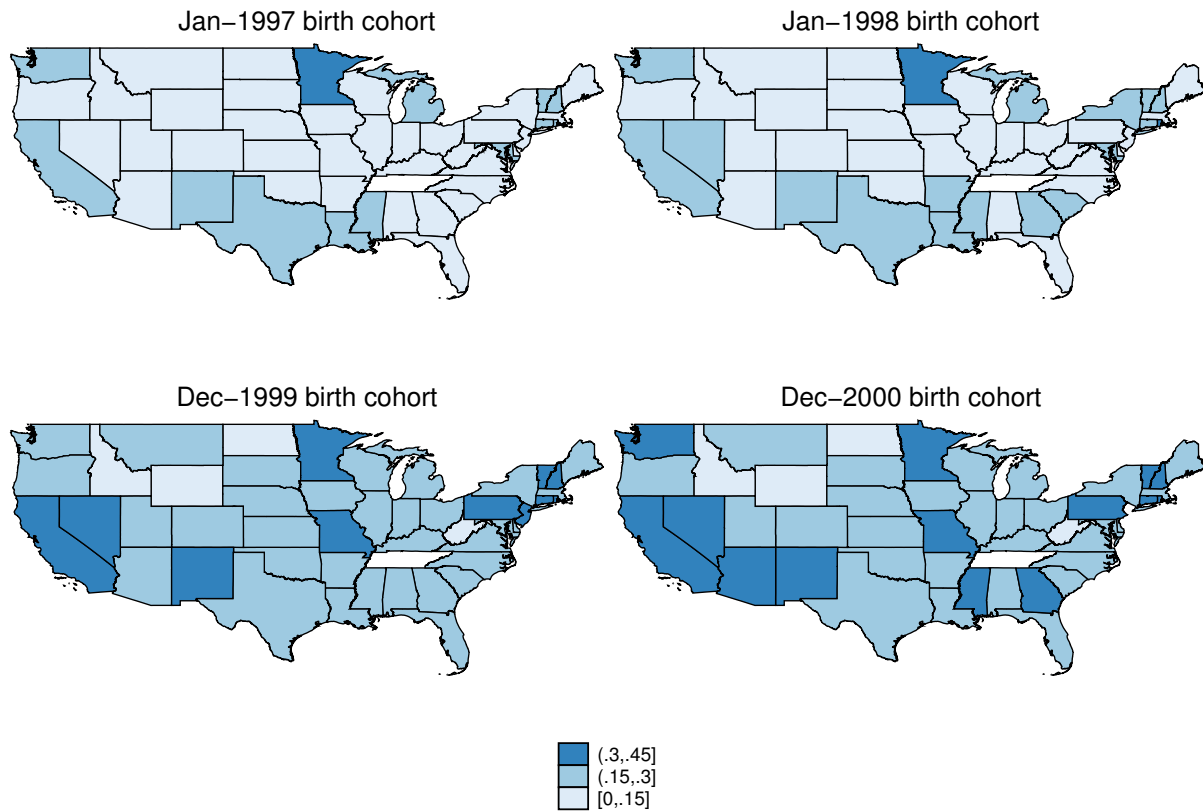 Jan−1997 birth cohort
Jan−1998 birth cohort
Dec−1999 birth cohort
Dec−2000 birth cohort
(.3,.45]
(.15,.3]
[0,.15]